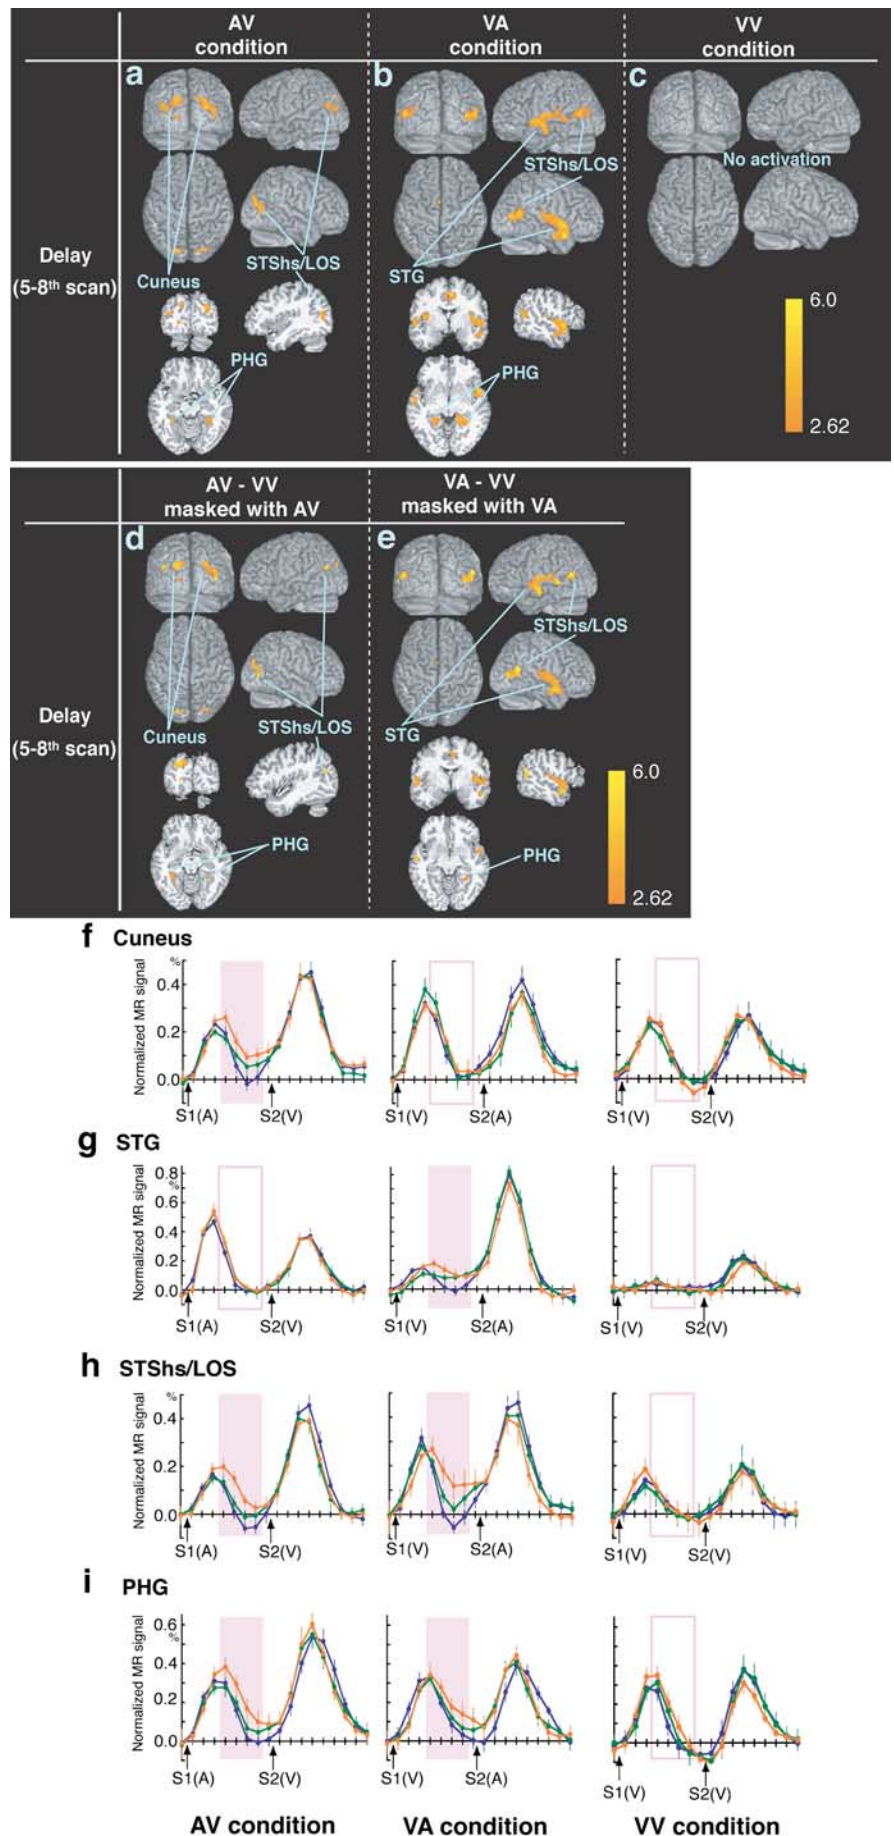 AV condition
VA condition
VV condition
a
b
c
STShs/LOS
No activation
Delay
(5-8th scan)
Cuneus
STShs/LOS
STG
6.0
PHG
PHG
2.62
AV - VV
masked with AV
VA - VV
masked with VA
d
e
STShs/LOS
Delay
(5-8th scan)
Cuneus
STShs/LOS
STG
6.0
PHG
PHG
2.62
f Cuneus
%
Normalized MR signal
0.4
0.2
0.0
S1(A) S2(V) S1(V) S2(A) S1(V) S2(V)
g STG
%
Normalized MR signal
0.8
0.6
0.4
0.2
0.0
S1(A) S2(V) S1(V) S2(A) S1(V) S2(V)
h STShs/LOS
%
Normalized MR signal
0.4
0.2
0.0
S1(A) S2(V) S1(V) S2(A) S1(V) S2(V)
i PHG
%
Normalized MR signal
0.6
0.4
0.2
0.0
S1(A) S2(V) S1(V) S2(A) S1(V) S2(V)
AV condition VA condition VV condition